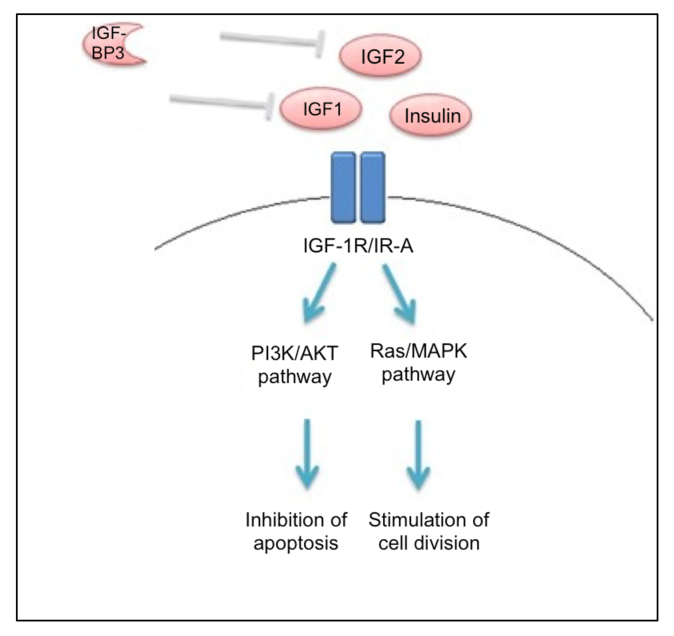 IGF-
BP3
IGF2
IGF1
Insulin
IGF-1R/IR-A
PI3K/AKT
pathway
Ras/MAPK
pathway
Inhibition of
apoptosis
Stimulation of
cell division